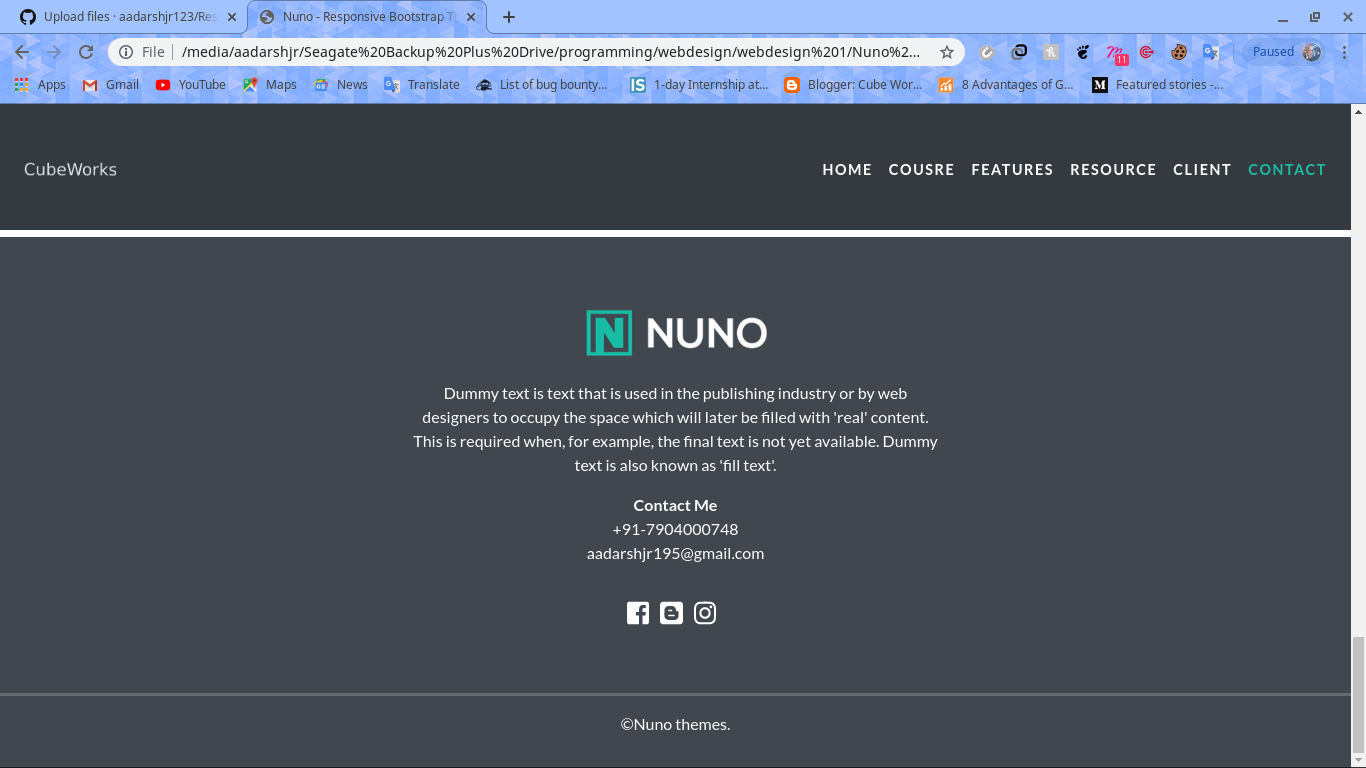 Upload files · aadarshjr123/Res
Nuno - Responsive Bootstrap T
File | /media/aadarshjr/Seagate%20Backup%20Plus%20Drive/programming/webdesign/webdesign%201/Nuno%2...
11
Paused
Apps Gmail YouTube Maps News Translate List of bug bounty... 1-day Internship at... Blogger: Cube Wor... 8 Advantages of G... Featured stories -...
CubeWorks
HOME COUSRE FEATURES RESOURCE CLIENT CONTACT
NUNO
Dummy text is text that is used in the publishing industry or by web
designers to occupy the space which will later be filled with 'real' content.
This is required when, for example, the final text is not yet available. Dummy
text is also known as 'fill text'.
Contact Me
+91-7904000748
aadarshjr195@gmail.com
©Nuno themes.